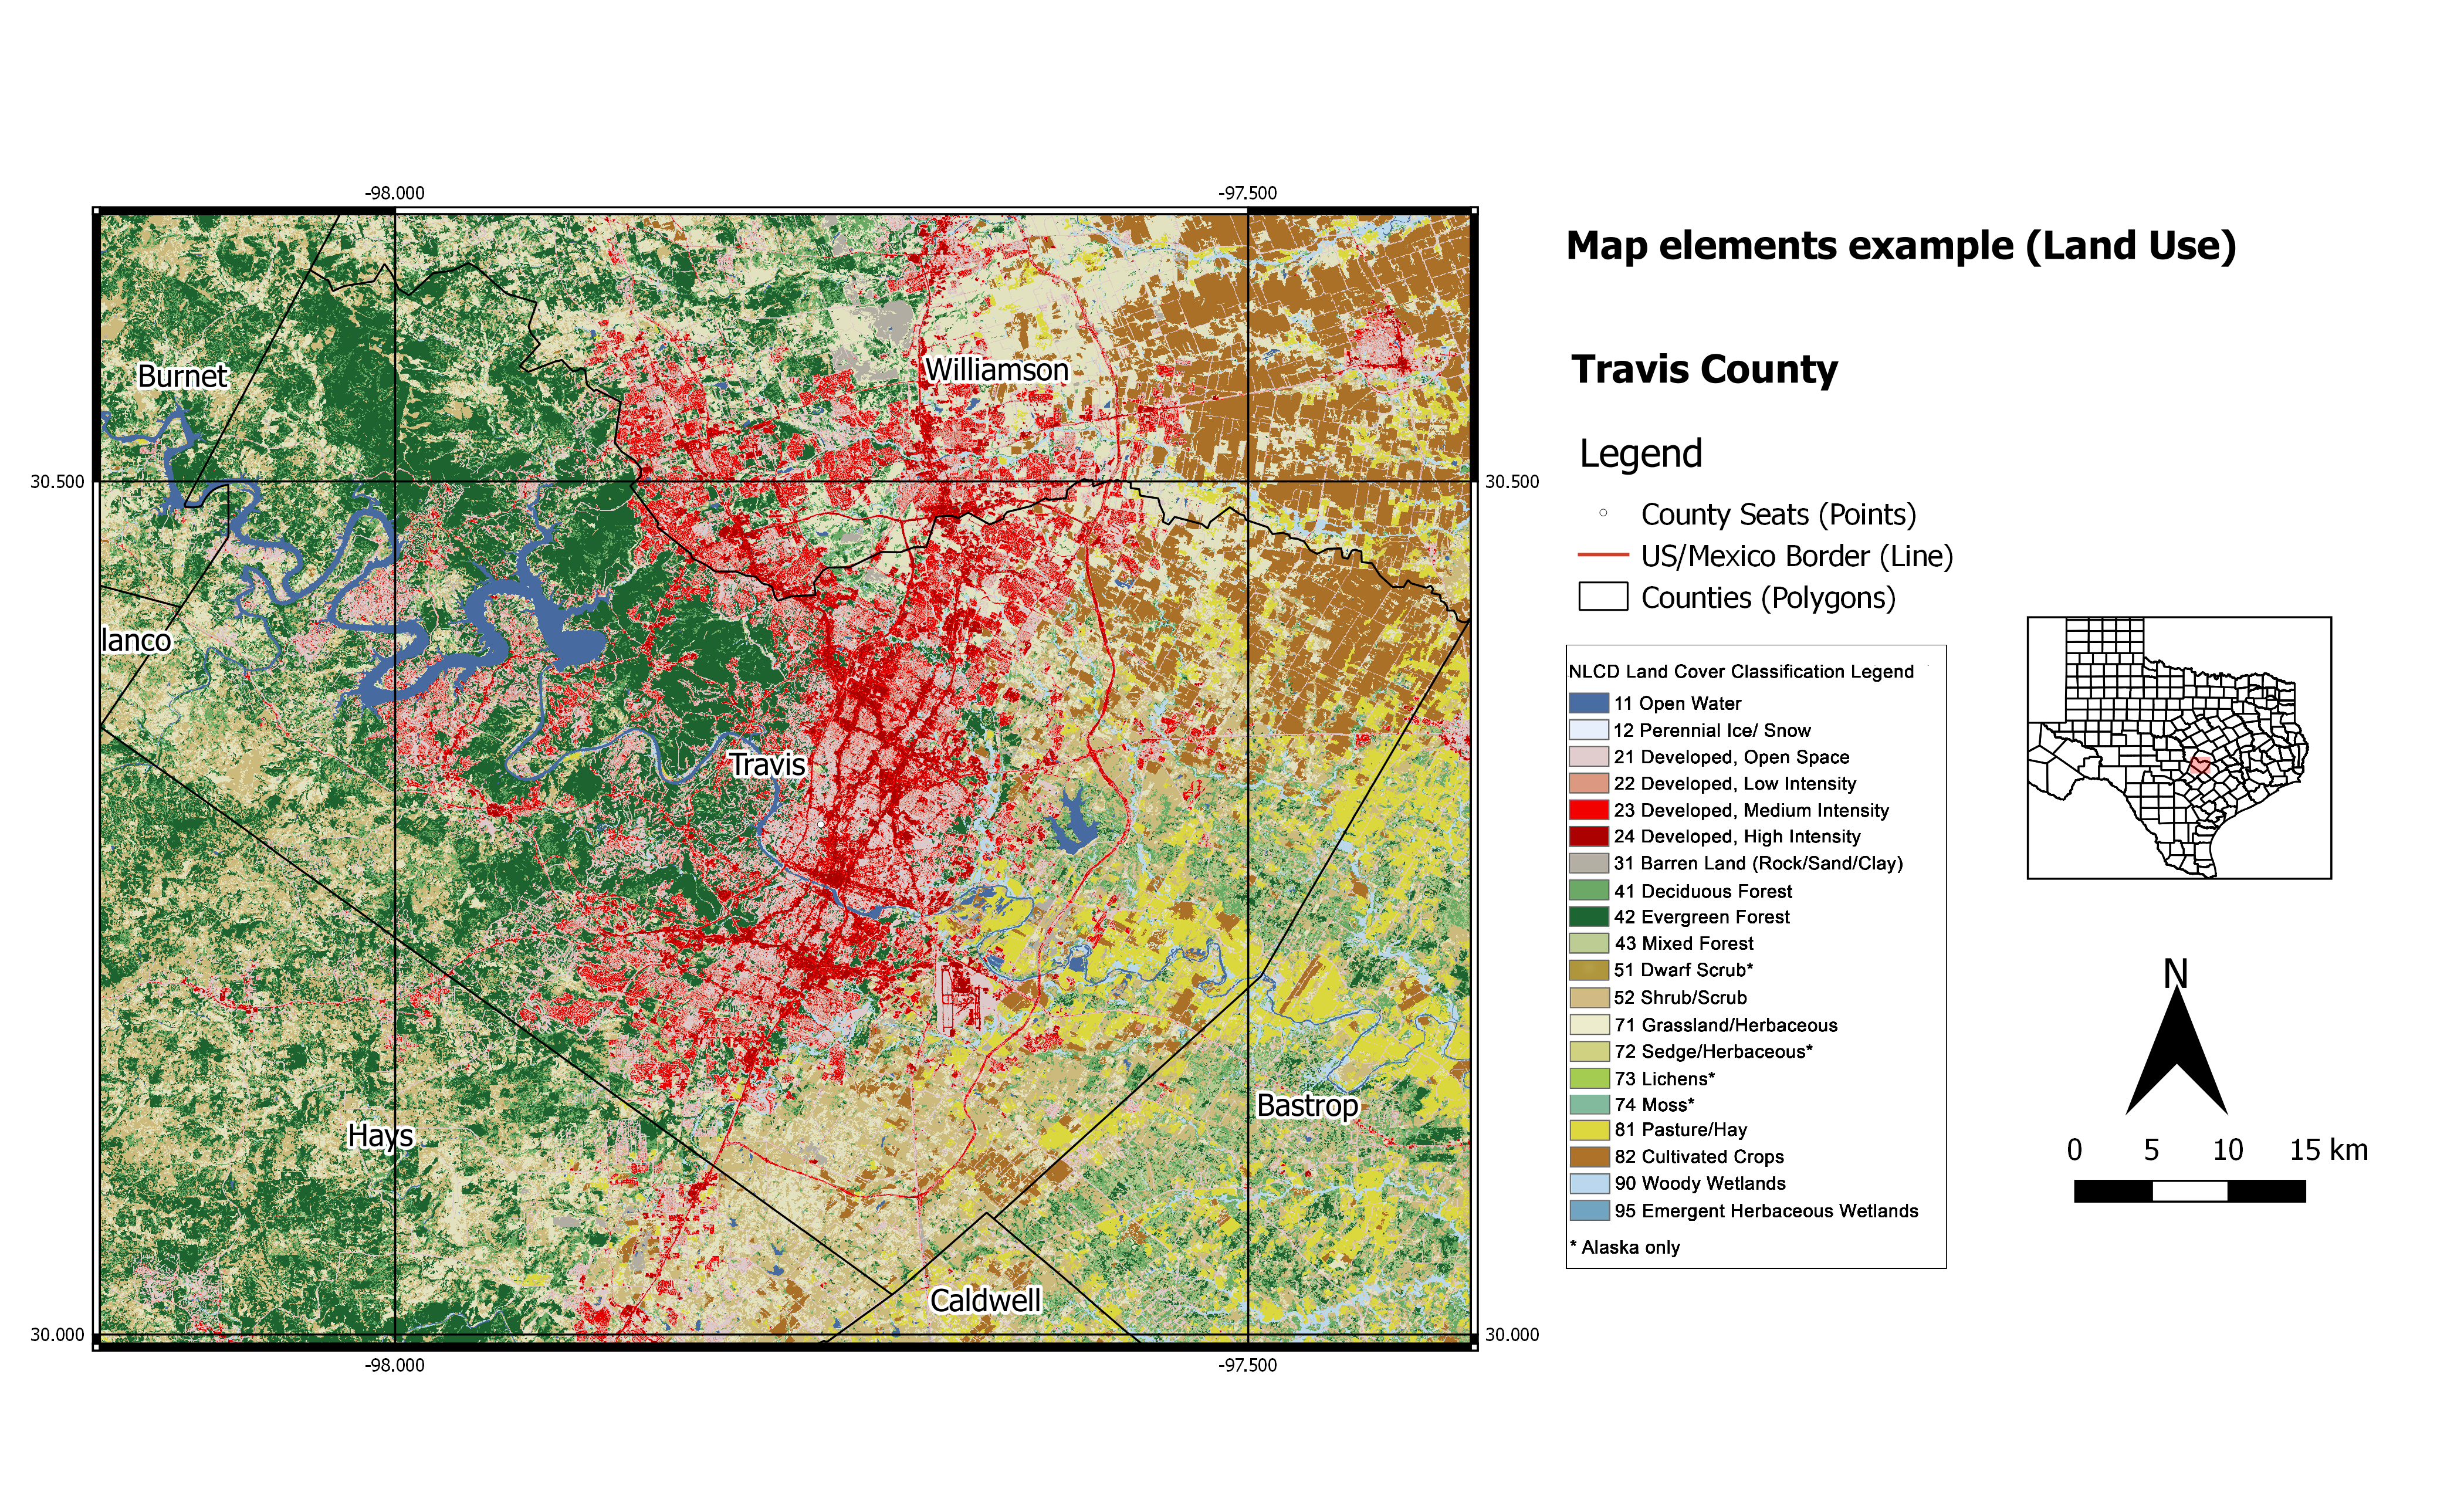 -98.000
-97.500
Map elements example (Land Use)
Williamson
Travis County
Burnet
Legend
30.500
30.500
County Seats (Points)
US/Mexico Border (Line)
Counties (Polygons)
lanco
NLCD Land Cover Classification Legend
11 Open Water
12 Perennial Ice/ Snow
21 Developed, Open Space
22 Developed, Low Intensity
23 Developed, Medium Intensity
24 Developed, High Intensity
31 Barren Land (Rock/Sand/Clay)
41 Deciduous Forest
42 Evergreen Forest
43 Mixed Forest
51 Dwarf Scrub*
52 Shrub/Scrub
71 Grassland/Herbaceous
72 Sedge/Herbaceous*
73 Lichens*
74 Moss*
81 Pasture/Hay
82 Cultivated Crops
90 Woody Wetlands
95 Emergent Herbaceous Wetlands
* Alaska only
Travis
N
Bastrop
Hays
0 5 10 15 km
Caldwell
30.000
30.000
-98.000
-97.500